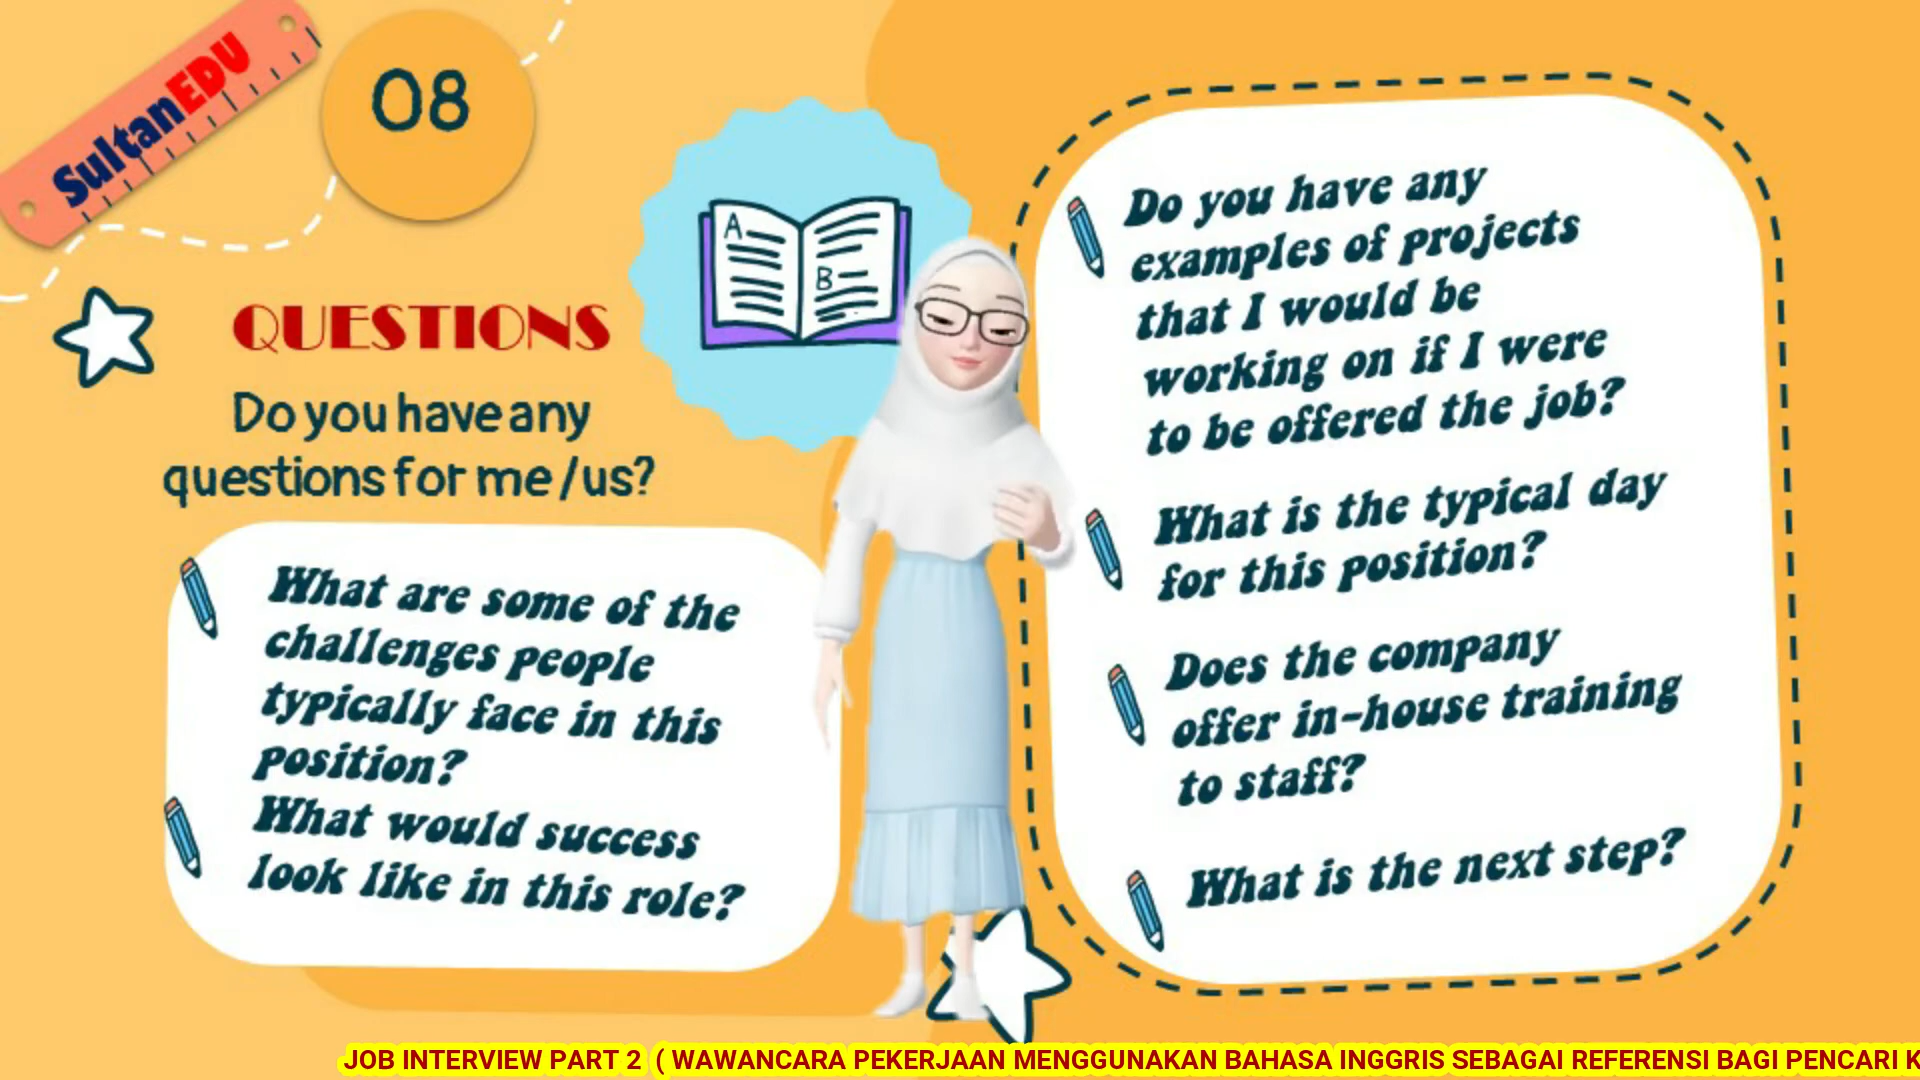 SultanEDU
08
QUESTIONS
Do you have any
questions for me/us?
What are some of the
challenges people
typically face in this
position?
What would success
look like in this role?
A
B
Do you have any
examples of projects
that I would be
working on if I were
to be offered the job?
What is the typical day
for this position?
Does the company
offer in-house training
to staff?
What is the next step?
JOB INTERVIEW PART 2 ( WAWANCARA PEKERJAAN MENGGUNAKAN BAHASA INGGRIS SEBAGAI REFERENSI BAGI PENCARI K